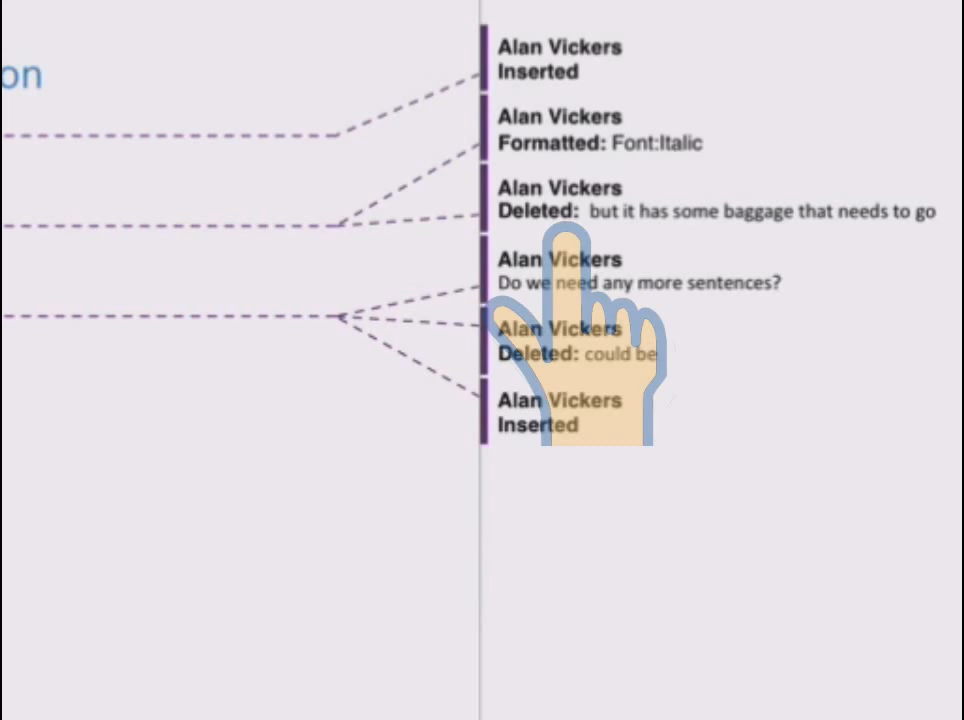 on
Alan Vickers
Inserted
Alan Vickers
Formatted: Font:Italic
Alan Vickers
Deleted: but it has some baggage that needs to go
Alan Vickers
Do we need any more sentences?
Alan Vickers
Deleted: could be
Alan Vickers
Inserted